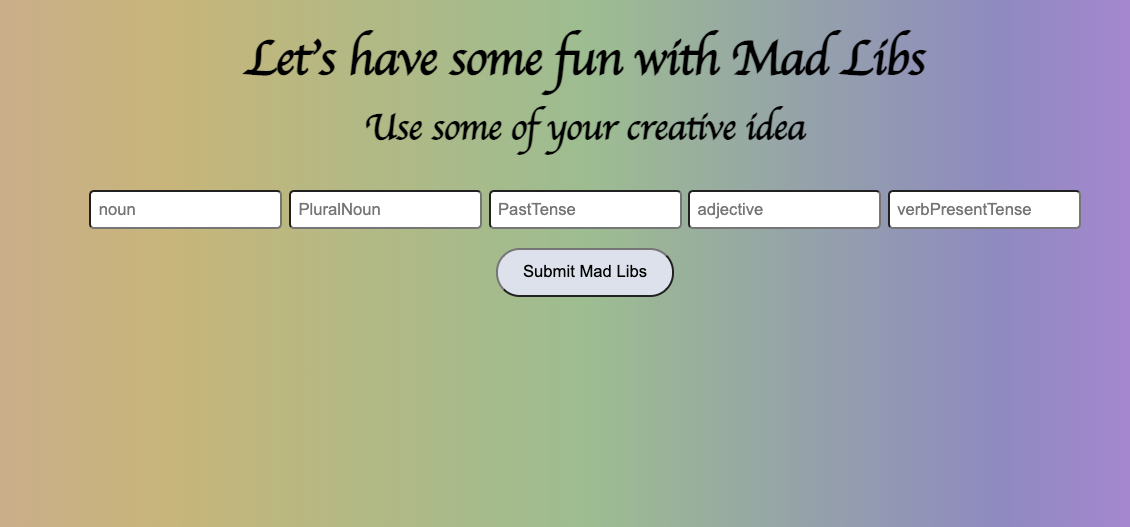 Let's have some fun with Mad Libs
Use some of your creative idea
noun PluralNoun PastTense adjective verbPresentTense
Submit Mad Libs